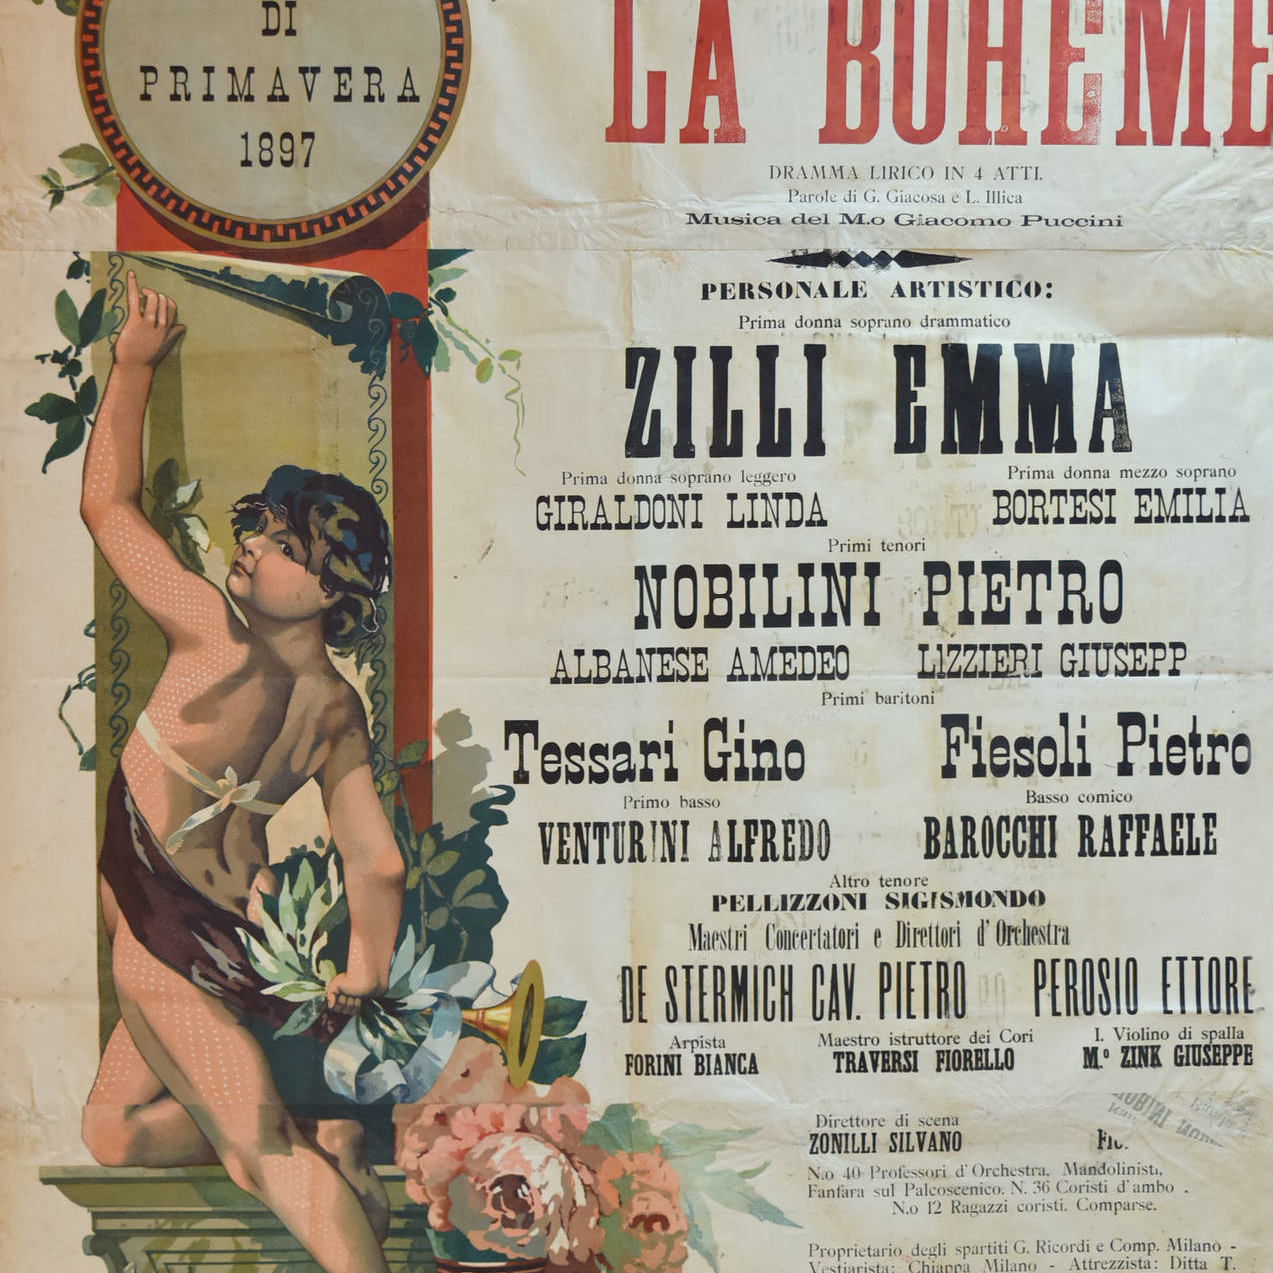 DI
PRIMAVERA
1897
LA BOHEME
DRAMMA LIRICO IN 4 ATTI.
Parole di G. Giacosa e L. Illica
Musica del M.o Giacomo Puccini
PERSONALE ARTISTICO:
Prima donna soprano drammatico
ZILLI EMMA
Prima donna soprano leggero Prima donna mezzo soprano
GIRALDONI LINDA BORTESI EMILIA
Primi tenori
NOBILINI PIETRO
ALBANESE AMEDEO LIZZIERI GIUSEPP
Primi baritoni
Tessari Gino Fiesoli Pietro
Primo basso Basso comico
VENTURINI ALFREDO BAROCCHI RAFFAELE
Altro tenore
PELLIZZONI SIGISMONDO
Maestri Concertatori e Direttori d'Orchestra
DE STERMICH CAV. PIETRO PEROSIO ETTORE
Arpista Maestro istruttore dei Cori I. Violino di spalla
FORINI BIANCA TRAVERSI FIORELLO M.o ZINK GIUSEPPE
Direttore di scena
ZONILLI SILVANO
N.o 40 Professori d'Orchestra, Mandolinisti,
Fanfara sul Palcoscenico. N. 36 Coristi d'ambo
N.o 12 Ragazzi coristi. Comparse.
Proprietario degli spartiti G. Ricordi e Comp. Milano -
Vestiarista: Chiappa Milano - Attrezzista: Ditta T.